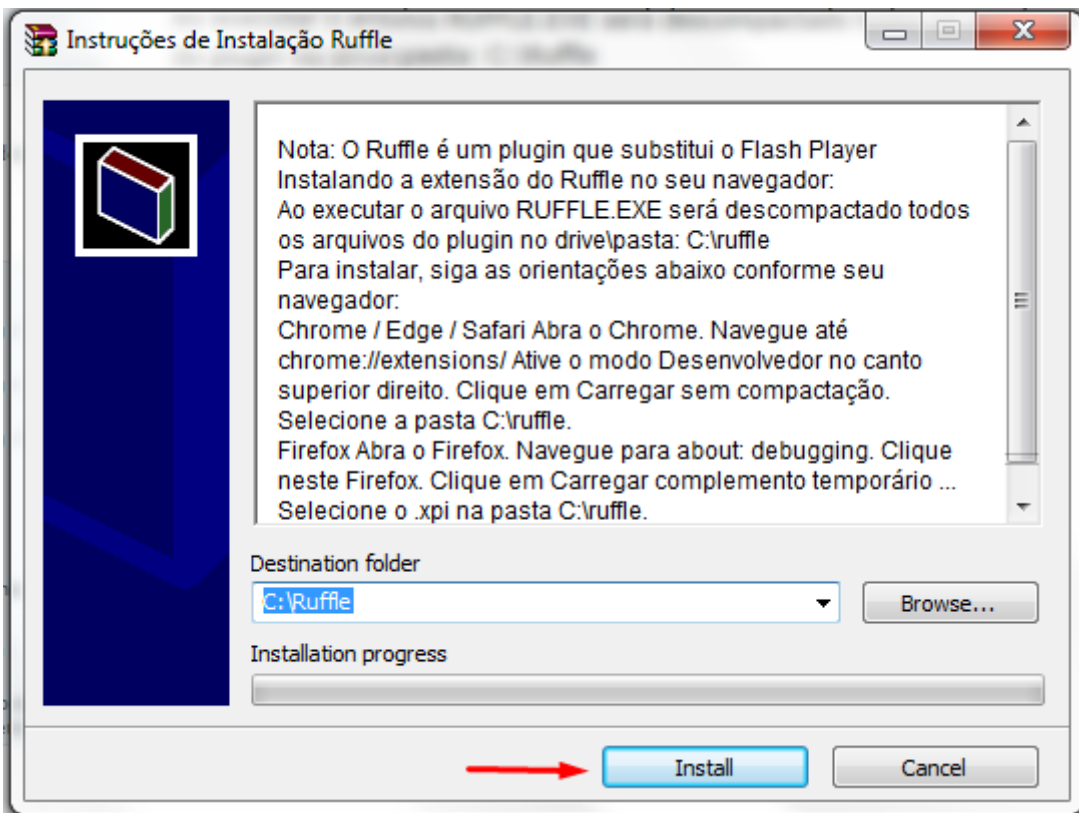 Instruções de Instalação Ruffle
Nota: O Ruffle é um plugin que substitui o Flash Player
Instalando a extensão do Ruffle no seu navegador:
Ao executar o arquivo RUFFLE.EXE será descompactado todos
os arquivos do plugin no drive\pasta: C:\ruffle
Para instalar, siga as orientações abaixo conforme seu
navegador:
Chrome / Edge / Safari Abra o Chrome. Navegue até
chrome://extensions/ Ative o modo Desenvolvedor no canto
superior direito. Clique em Carregar sem compactação.
Selecione a pasta C:\ruffle.
Firefox Abra o Firefox. Navegue para about: debugging. Clique
neste Firefox. Clique em Carregar complemento temporário ...
Selecione o .xpi na pasta C:\ruffle.
Destination folder
C:\Ruffle
Browse...
Installation progress
Install
Cancel